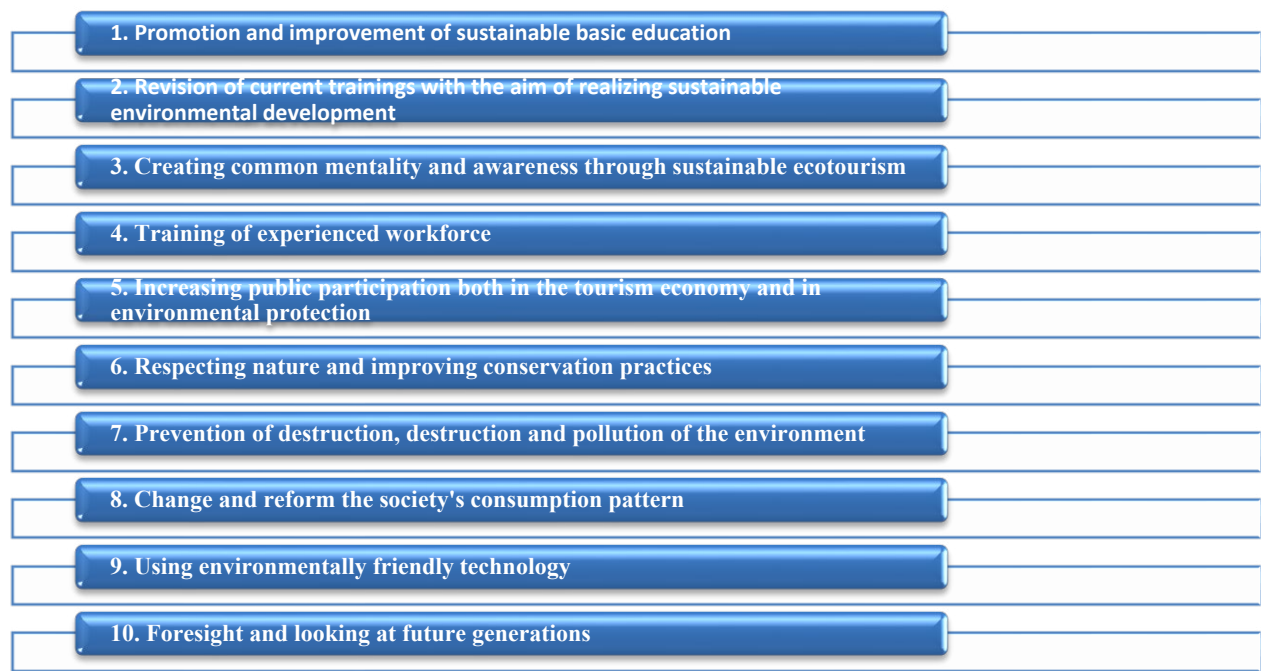 1. Promotion and improvement of sustainable basic education
2. Revision of current trainings with the aim of realizing sustainable
environmental development
3. Creating common mentality and awareness through sustainable ecotourism
4. Training of experienced workforce
5. Increasing public participation both in the tourism economy and in
environmental protection
6. Respecting nature and improving conservation practices
7. Prevention of destruction, destruction and pollution of the environment
8. Change and reform the society's consumption pattern
9. Using environmentally friendly technology
10. Foresight and looking at future generations